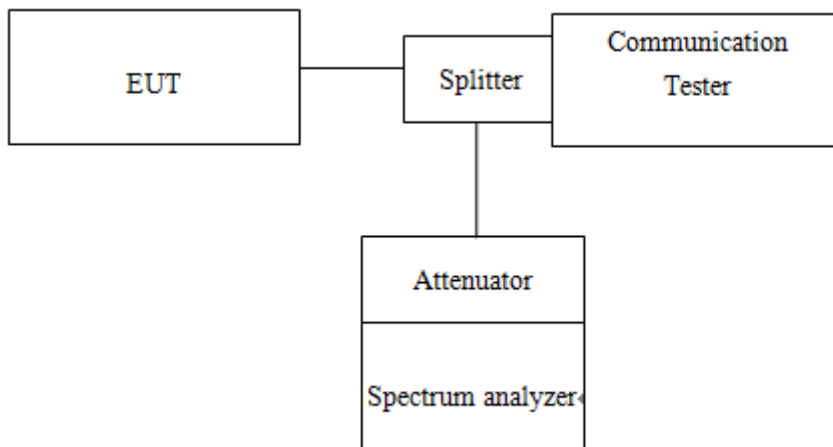 EUT
Splitter
Communication
Tester
Attenuator
Spectrum analyzer